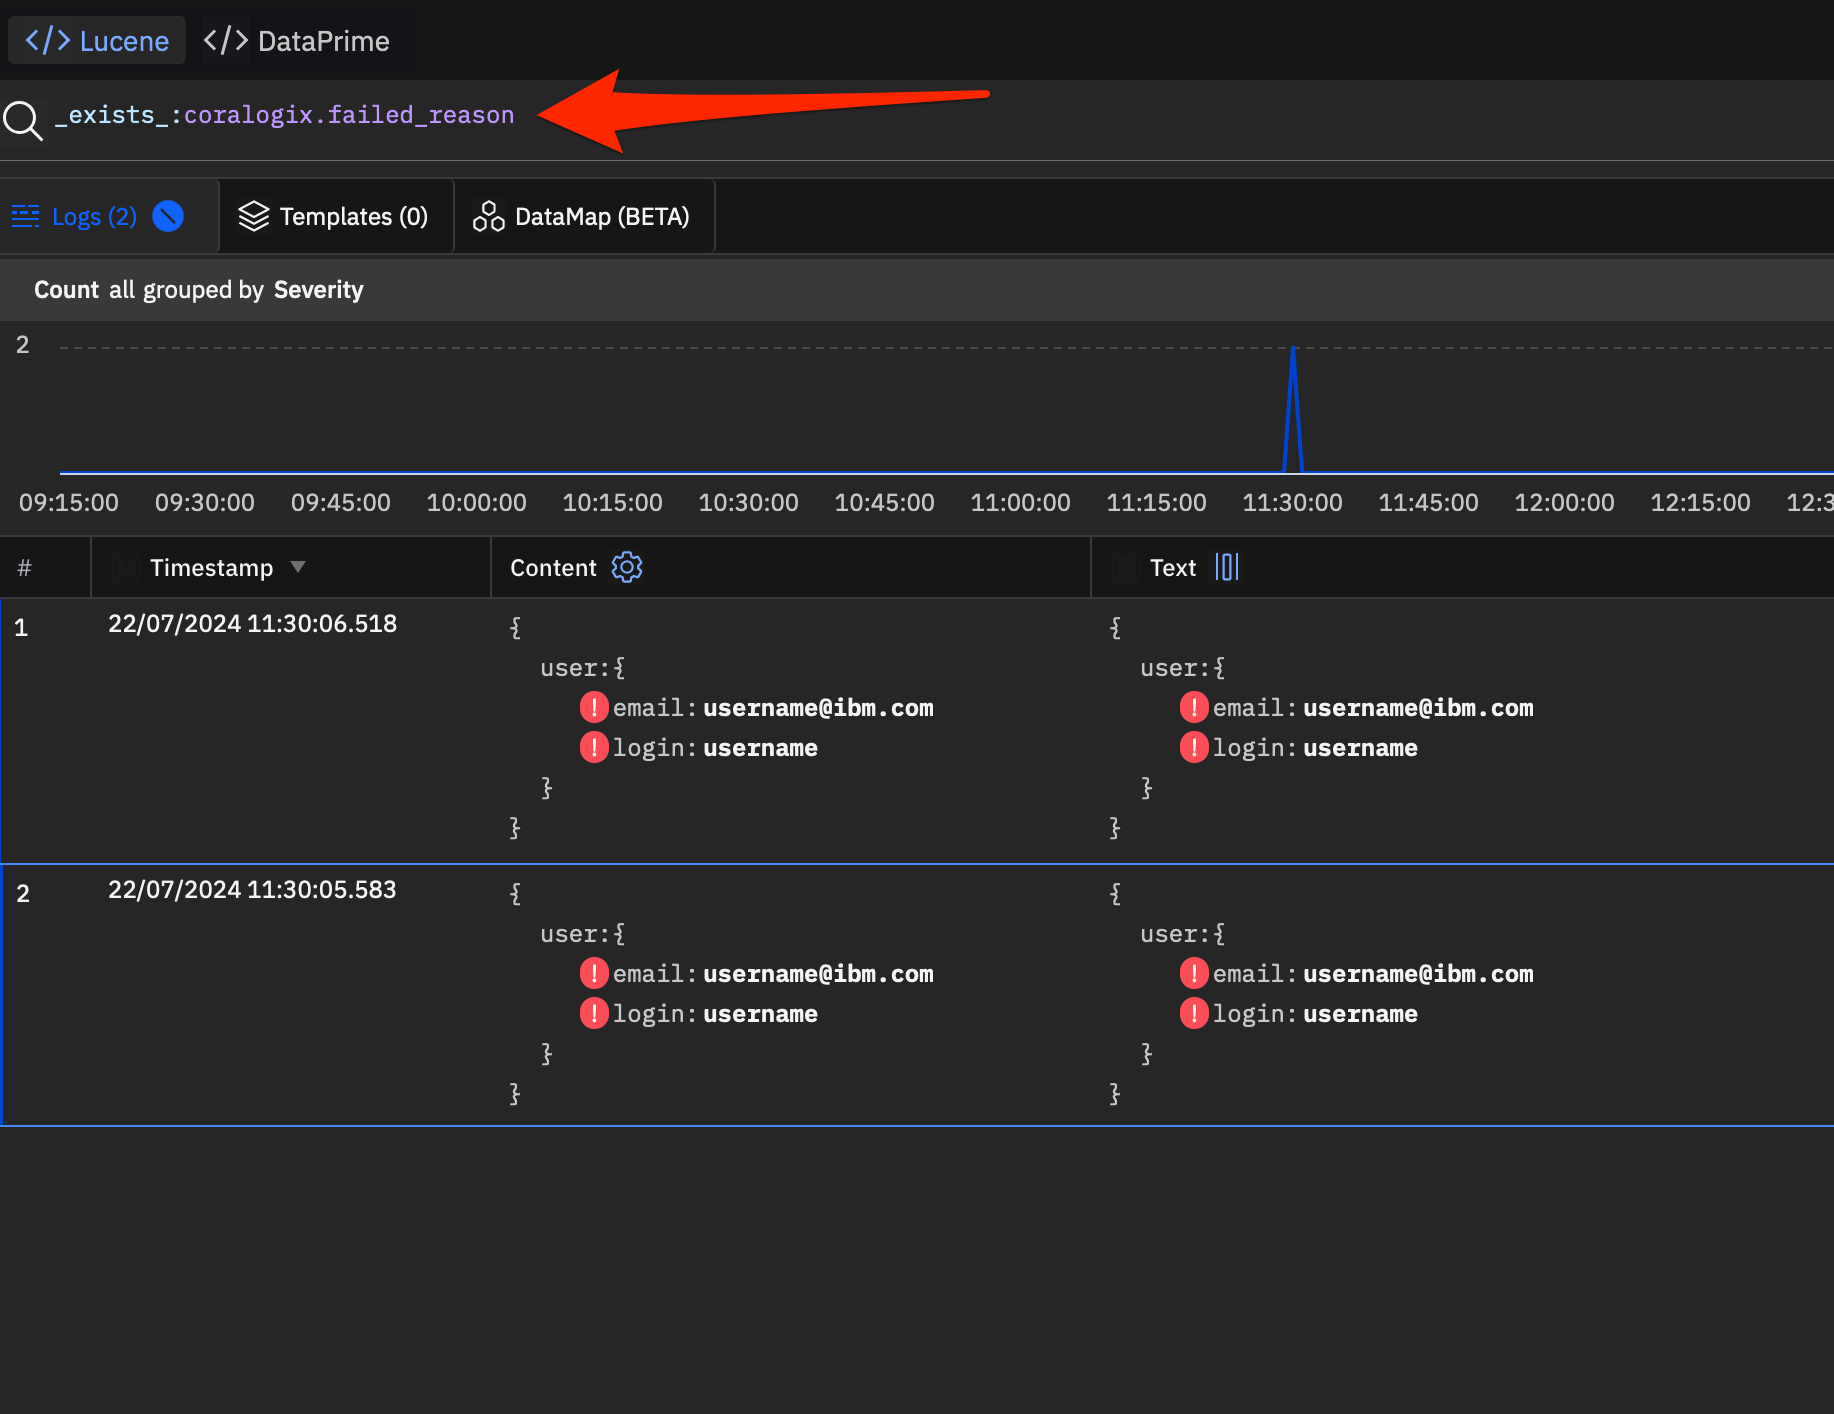 </> Lucene </> DataPrime
_exists_:coralogix.failed_reason
Logs (2) Templates (0) DataMap (BETA)
Count all grouped by Severity
2
09:15:00 09:30:00 09:45:00 10:00:00 10:15:00 10:30:00 10:45:00 11:00:00 11:15:00 11:30:00 11:45:00 12:00:00 12:15:00 12:3
# Timestamp Content Text
1 22/07/2024 11:30:06.518 { {
user:{ user:{
! email: username@ibm.com ! email: username@ibm.com
! login: username ! login: username
} }
} }
2 22/07/2024 11:30:05.583 { {
user:{ user:{
! email: username@ibm.com ! email: username@ibm.com
! login: username ! login: username
} }
} }